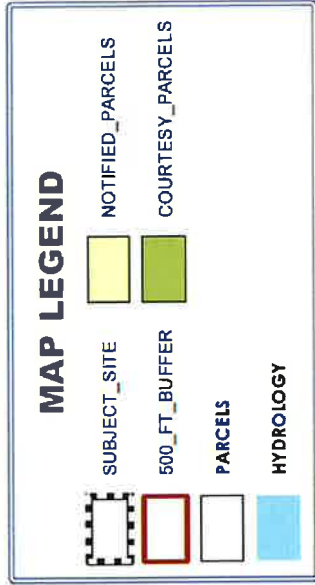 MAP LEGEND
SUBJECT_SITE
500_FT_BUFFER
PARCELS
HYDROLOGY
NOTIFIED_PARCELS
COURTESY_PARCELS